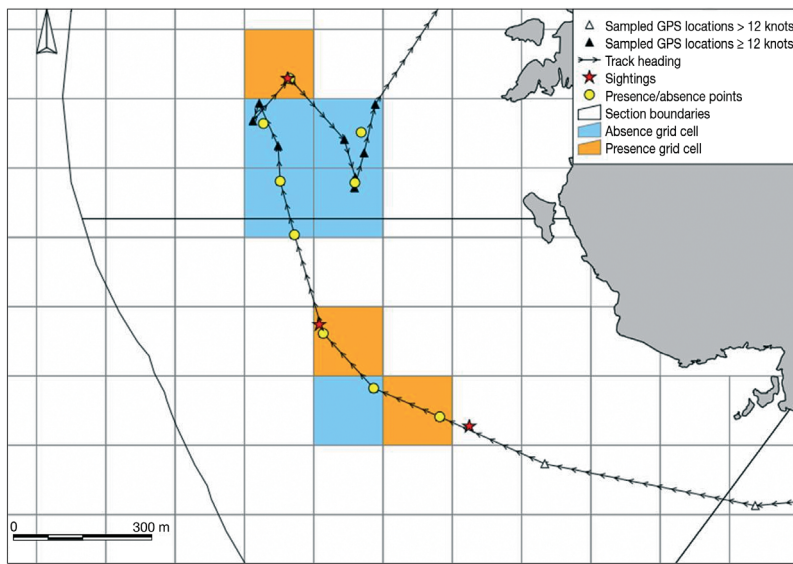 Sampled GPS locations > 12 knots
Sampled GPS locations ≥ 12 knots
Track heading
Sightings
Presence/absence points
Section boundaries
Absence grid cell
Presence grid cell
0 300 m